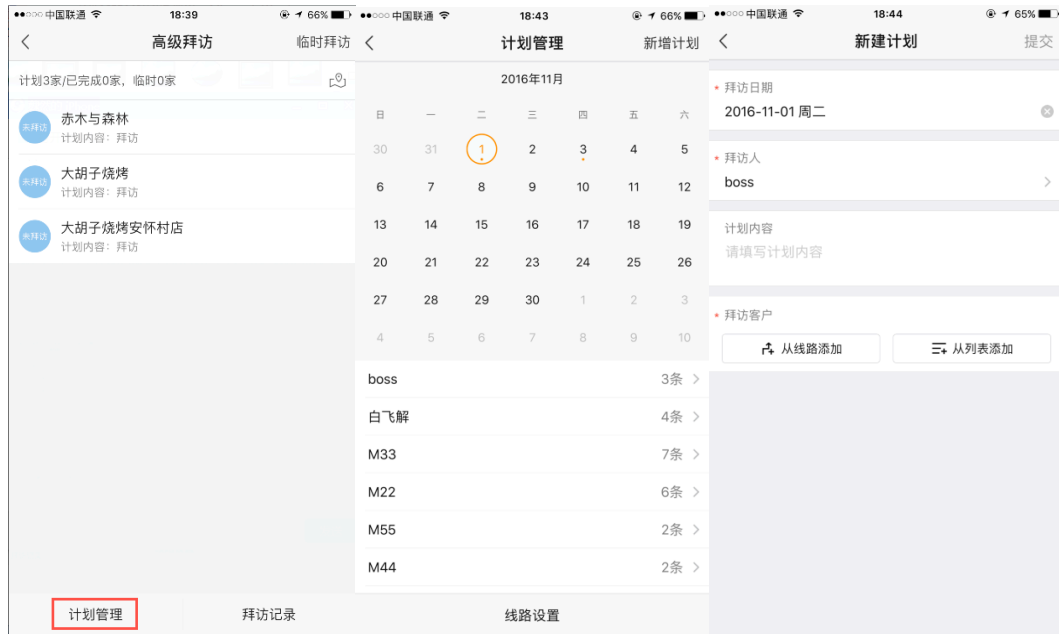 ●●○○○ 中国联通 18:39 66%
高级拜访 临时拜访
计划3家/已完成0家，临时0家
未拜访 赤木与森林
计划内容：拜访
未拜访 大胡子烧烤
计划内容：拜访
未拜访 大胡子烧烤安怀村店
计划内容：拜访
计划管理 拜访记录
●●○○○ 中国联通 18:43 66%
计划管理 新增计划
2016年11月
日 一 二 三 四 五 六
30 31 1 2 3 4 5
6 7 8 9 10 11 12
13 14 15 16 17 18 19
20 21 22 23 24 25 26
27 28 29 30 1 2 3
4 5 6 7 8 9 10
boss 3条
白飞解 4条
M33 7条
M22 6条
M55 2条
M44 2条
线路设置
●●○○○ 中国联通 18:44 65%
新建计划 提交
* 拜访日期
2016-11-01 周二
* 拜访人
boss
计划内容
请填写计划内容
* 拜访客户
从线路添加 从列表添加